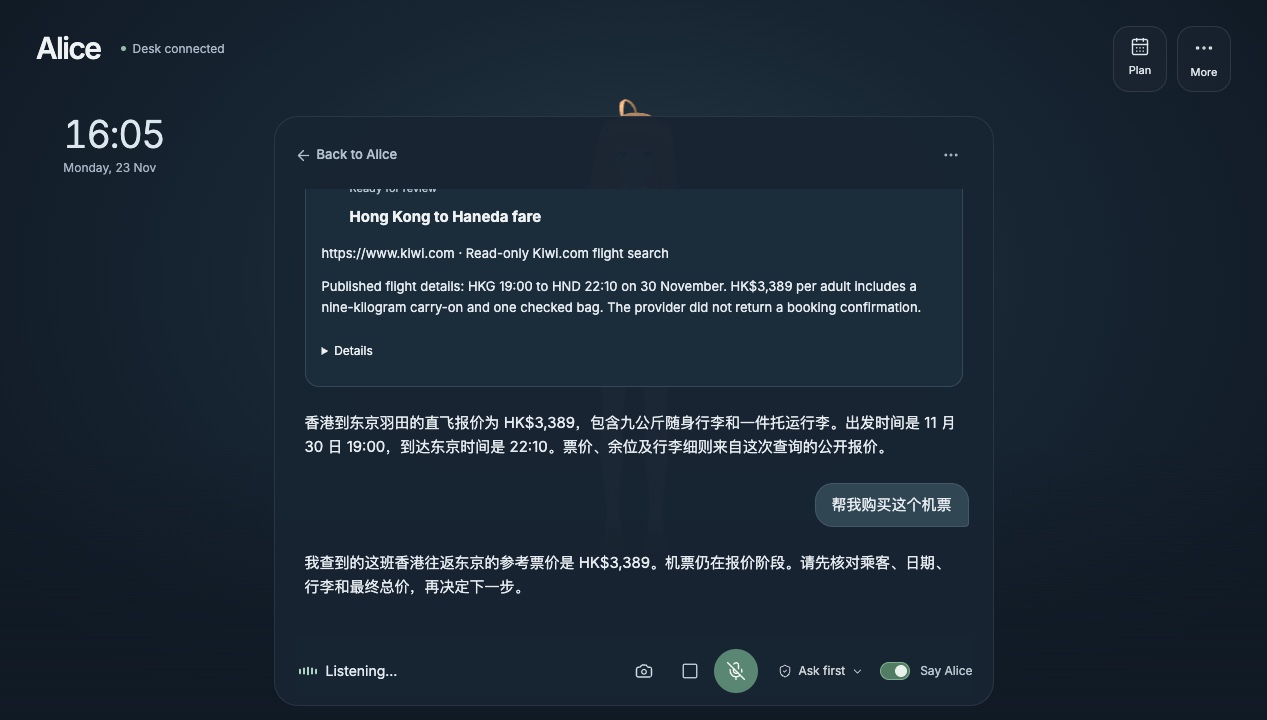 Alice
Desk connected
Plan
More
16:05
Monday, 23 Nov
Back to Alice
Ready for review
Hong Kong to Haneda fare
https://www.kiwi.com · Read-only Kiwi.com flight search
Published flight details: HKG 19:00 to HND 22:10 on 30 November. HK$3,389 per adult includes a
nine-kilogram carry-on and one checked bag. The provider did not return a booking confirmation.
Details
香港到东京羽田的直飞报价为 HK$3,389，包含九公斤随身行李和一件托运行李。出发时间是 11 月
30 日 19:00，到达东京时间是 22:10。票价、余位及行李细则来自这次查询的公开报价。
帮我购买这个机票
我查到的这班香港往返东京的参考票价是 HK$3,389。机票仍在报价阶段。请先核对乘客、日期、
行李和最终总价，再决定下一步。
Listening...
Ask first
Say Alice